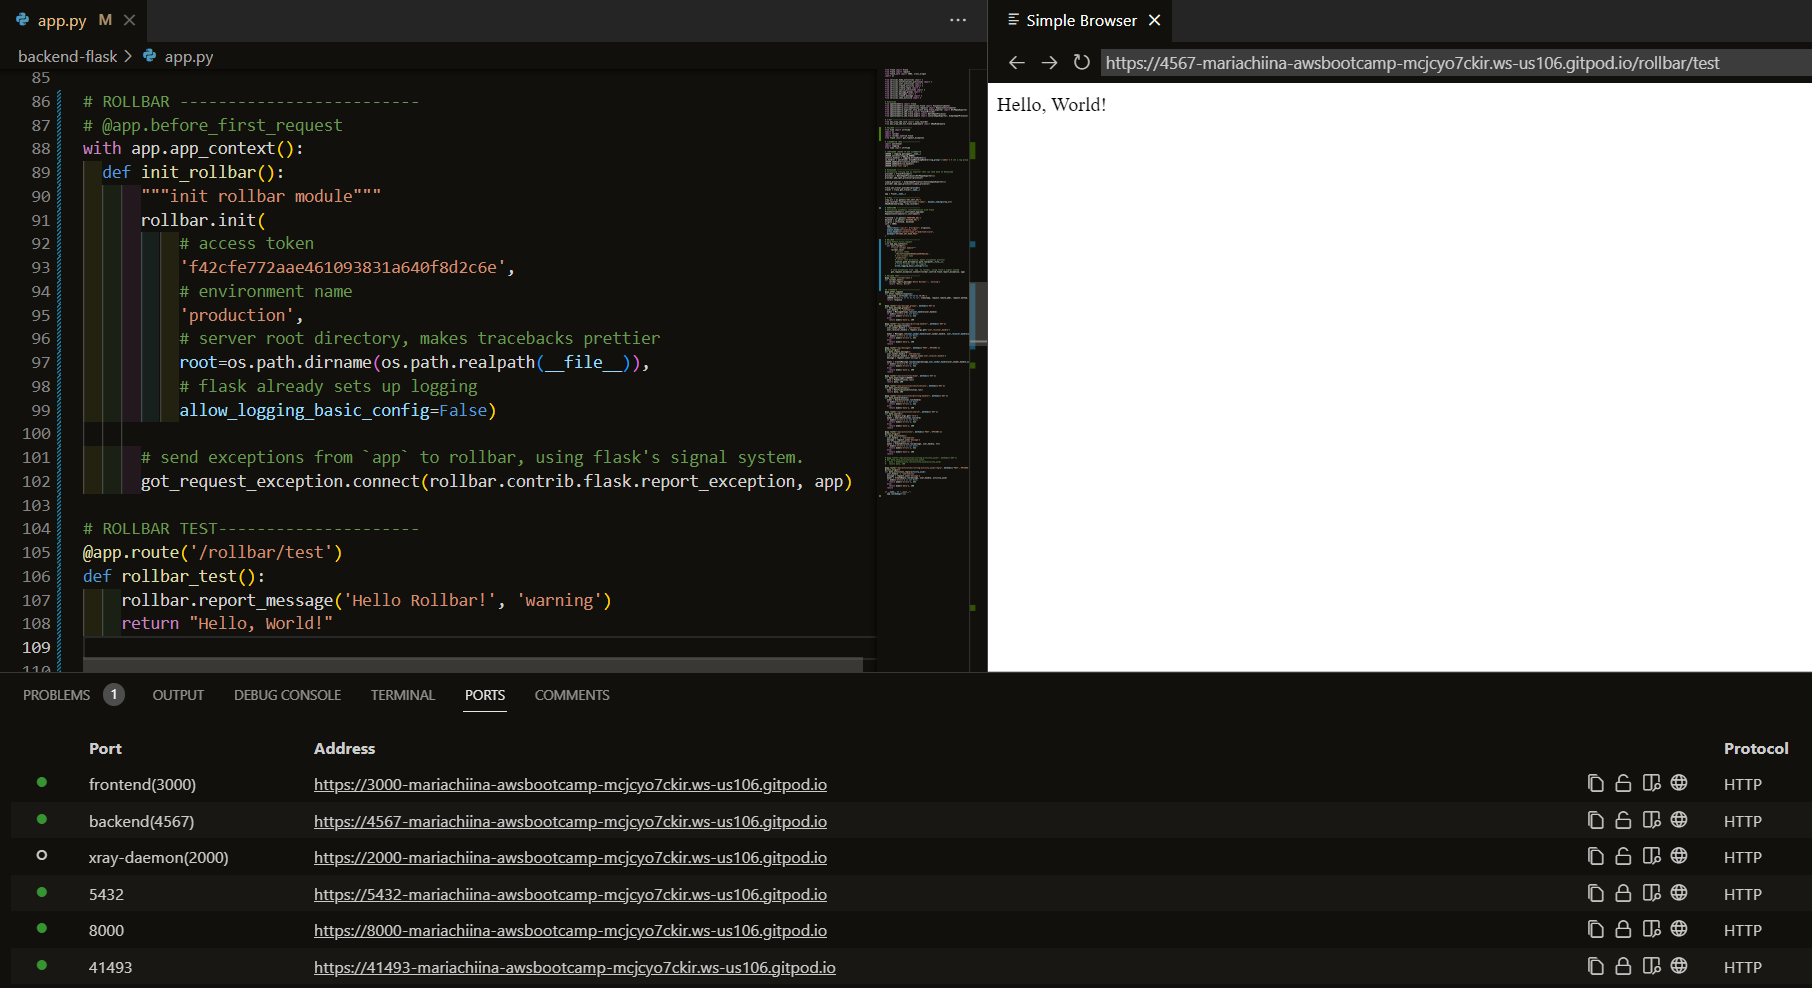 app.py M
Simple Browser
backend-flask > app.py
https://4567-mariachiina-awsbootcamp-mcjcyo7ckir.ws-us106.gitpod.io/rollbar/test
Hello, World!
85
86 # ROLLBAR -------------------------
87 # @app.before_first_request
88 with app.app_context():
89 def init_rollbar():
90 """init rollbar module"""
91 rollbar.init(
92 # access token
93 'f42cfe772aae461093831a640f8d2c6e',
94 # environment name
95 'production',
96 # server root directory, makes tracebacks prettier
97 root=os.path.dirname(os.path.realpath(__file__)),
98 # flask already sets up logging
99 allow_logging_basic_config=False)
100
101 # send exceptions from `app` to rollbar, using flask's signal system.
102 got_request_exception.connect(rollbar.contrib.flask.report_exception, app)
103
104 # ROLLBAR TEST---------------------
105 @app.route('/rollbar/test')
106 def rollbar_test():
107 rollbar.report_message('Hello Rollbar!', 'warning')
108 return "Hello, World!"
109
110
PROBLEMS 1 OUTPUT DEBUG CONSOLE TERMINAL PORTS COMMENTS
Port Address Protocol
frontend(3000) https://3000-mariachiina-awsbootcamp-mcjcyo7ckir.ws-us106.gitpod.io HTTP
backend(4567) https://4567-mariachiina-awsbootcamp-mcjcyo7ckir.ws-us106.gitpod.io HTTP
xray-daemon(2000) https://2000-mariachiina-awsbootcamp-mcjcyo7ckir.ws-us106.gitpod.io HTTP
5432 https://5432-mariachiina-awsbootcamp-mcjcyo7ckir.ws-us106.gitpod.io HTTP
8000 https://8000-mariachiina-awsbootcamp-mcjcyo7ckir.ws-us106.gitpod.io HTTP
41493 https://41493-mariachiina-awsbootcamp-mcjcyo7ckir.ws-us106.gitpod.io HTTP